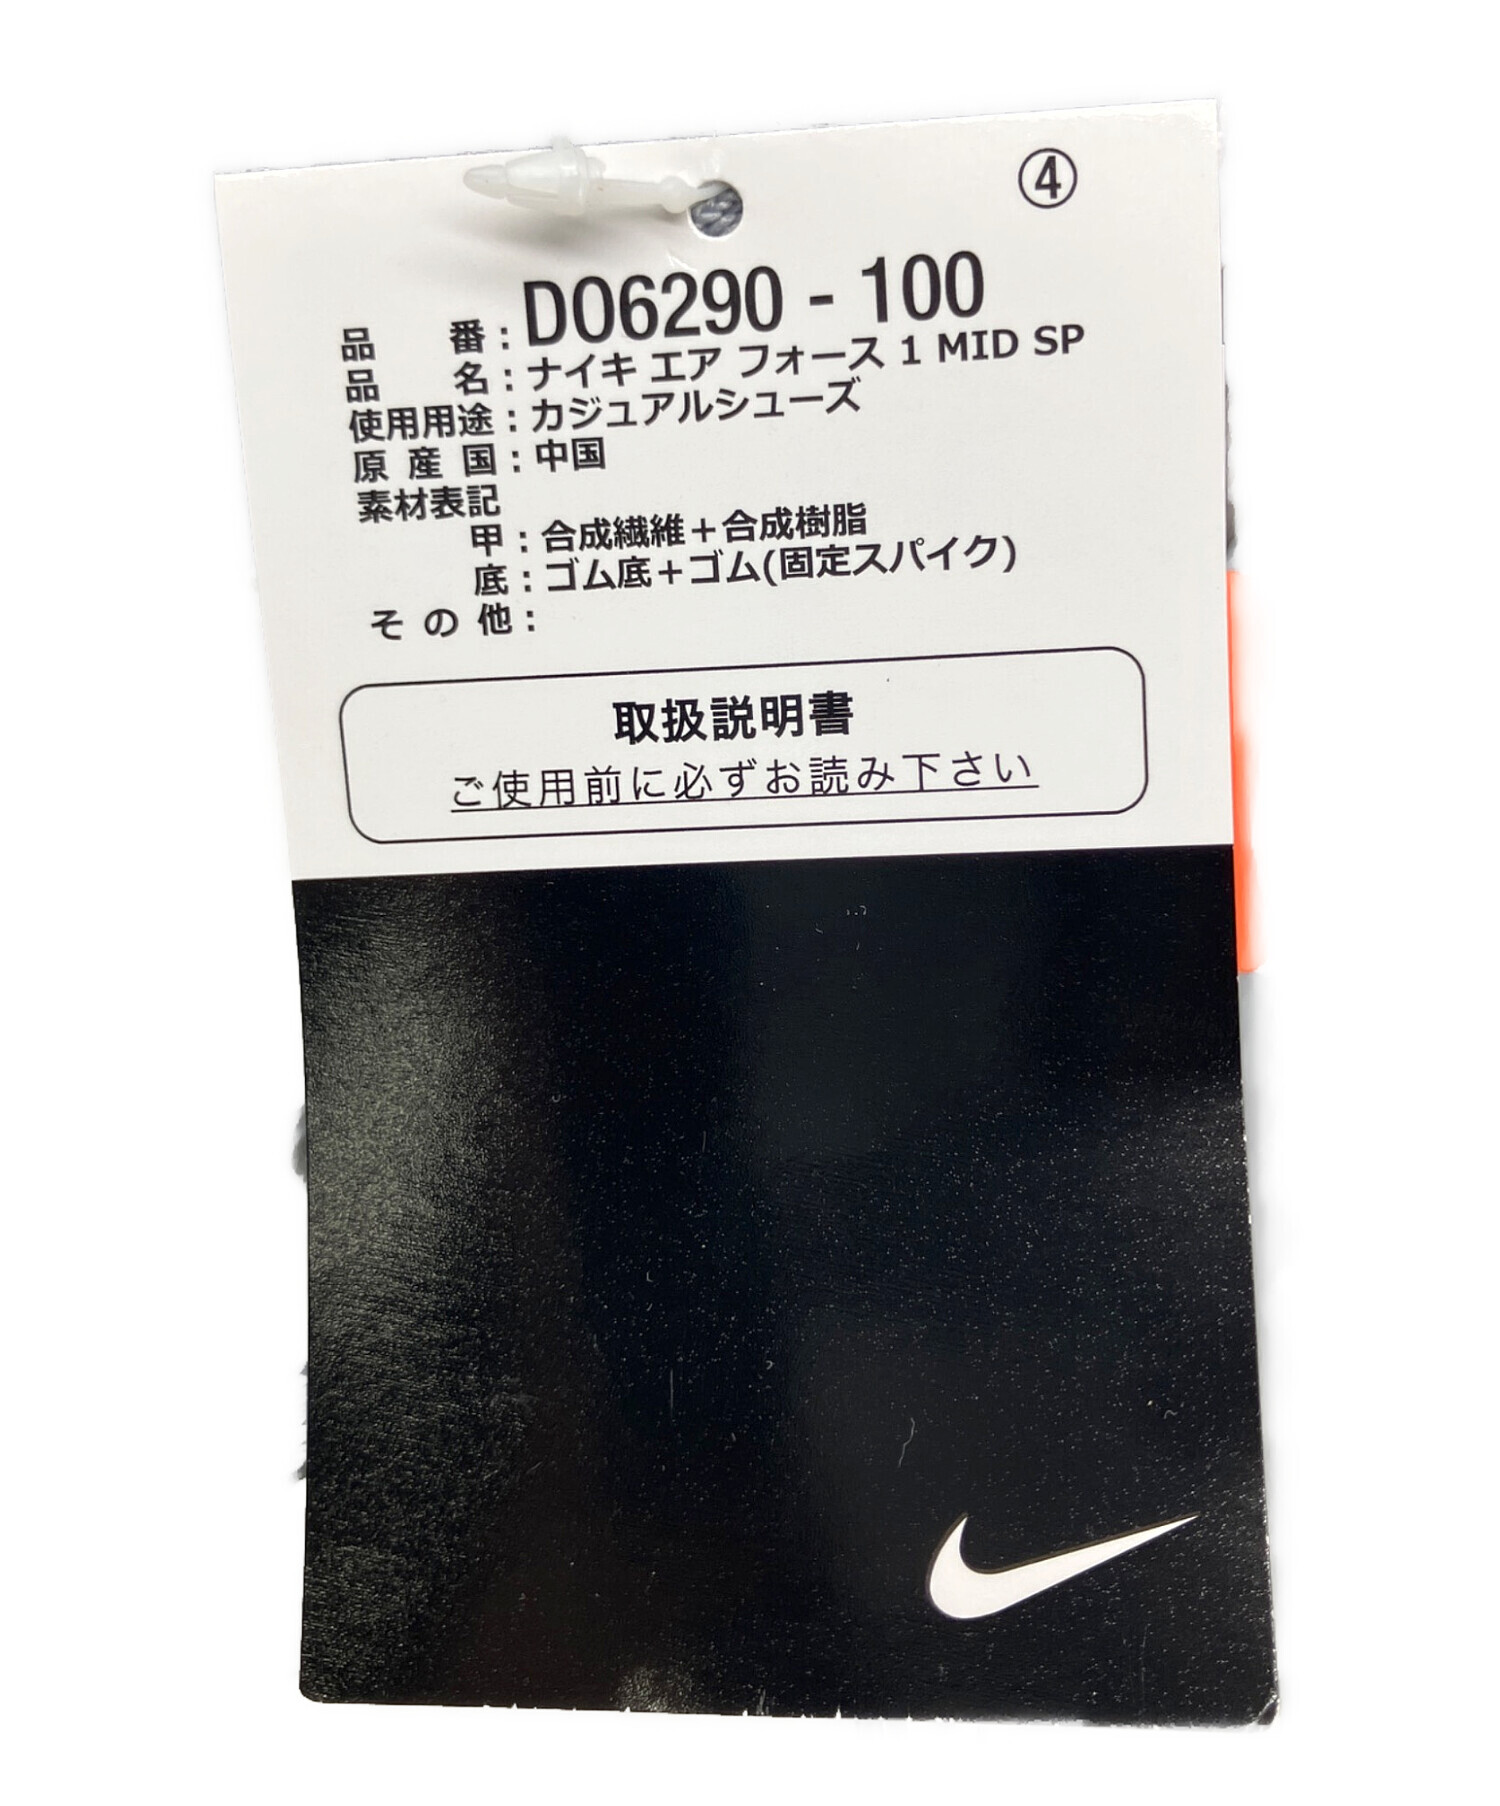 ④
品　番：DO6290 - 100
品　名：ナイキ エア フォース 1 MID SP
使用用途：カジュアルシューズ
原 産 国：中国
素材表記
甲：合成繊維＋合成樹脂
底：ゴム底＋ゴム(固定スパイク)
そ の 他：
取扱説明書
ご使用前に必ずお読み下さい